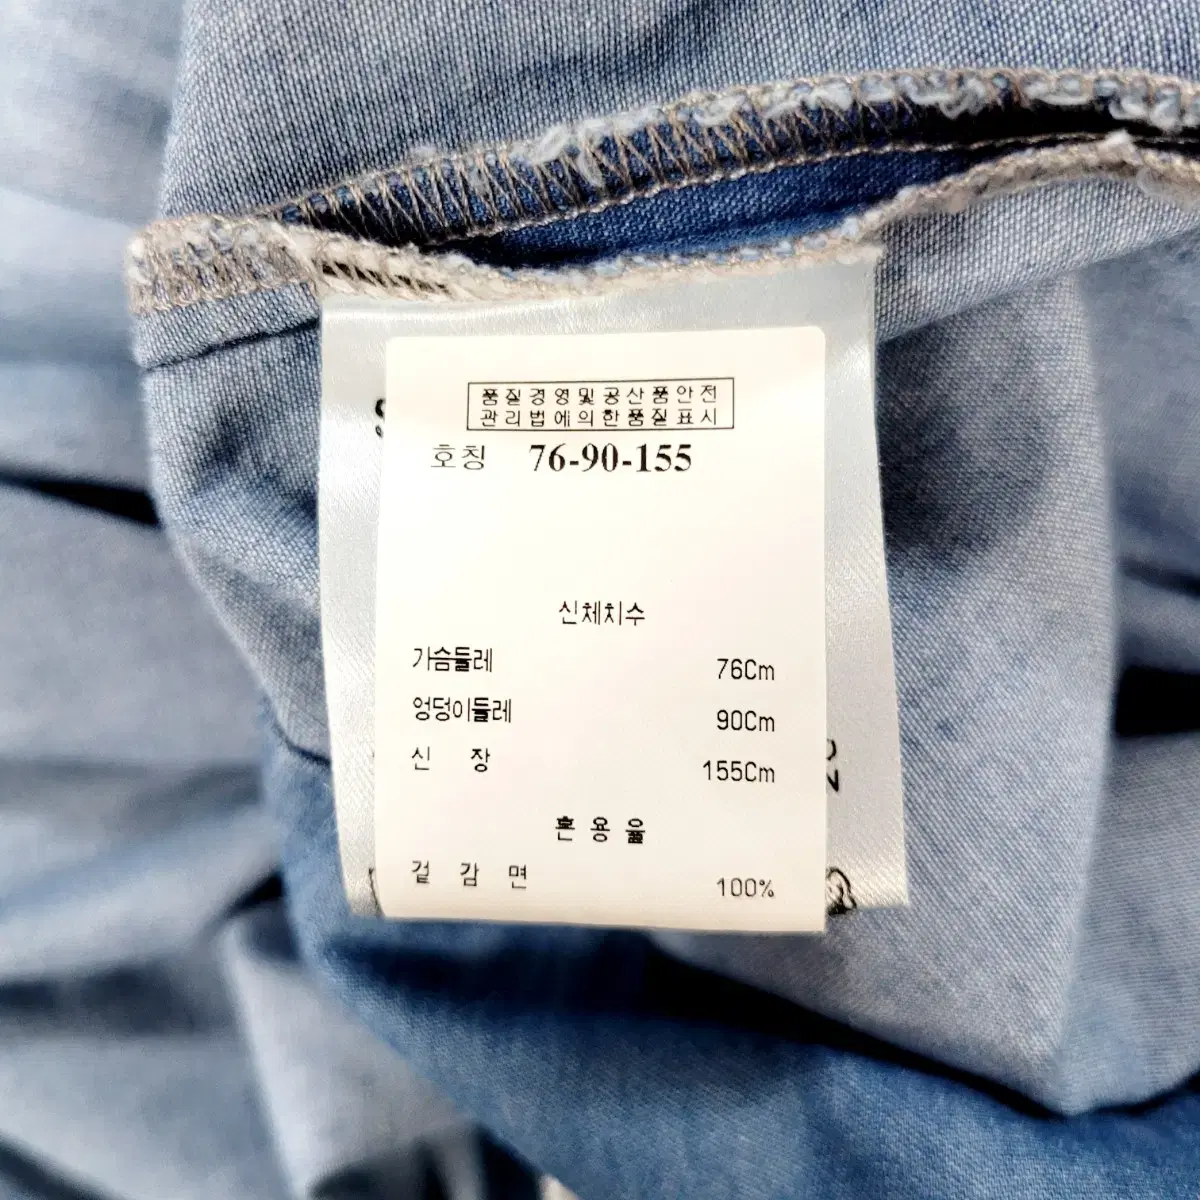 품질경영및공산품안전
관리법에의한품질표시
호칭 76-90-155
신체치수
가슴둘레 76Cm
엉덩이둘레 90Cm
신 장 155Cm
혼 용 율
겉 감 면 100%